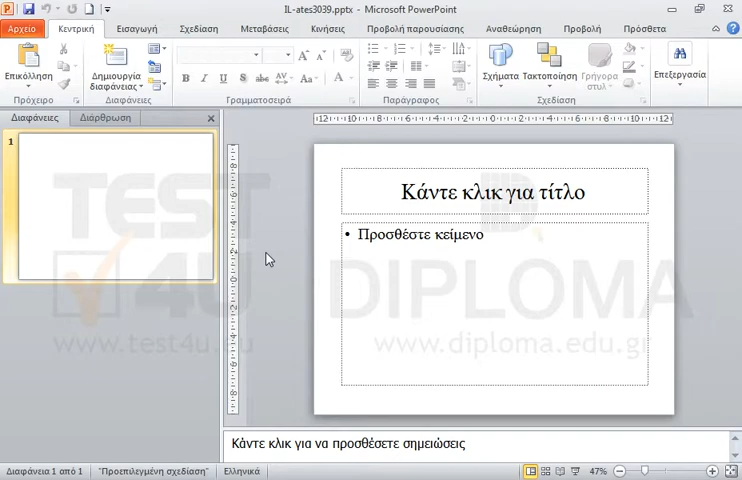 IL-ates3039.pptx - Microsoft PowerPoint
Αρχείο Κεντρική Εισαγωγή Σχεδίαση Μεταβάσεις Κινήσεις Προβολή παρουσίασης Αναθεώρηση Προβολή Πρόσθετα
Επικόλληση Δημιουργία διαφάνειας Σχήματα Τακτοποίηση Γρήγορα στυλ Επεξεργασία
Πρόχειρο Διαφάνειες Γραμματοσειρά Παράγραφος Σχεδίαση
Διαφάνειες Διάρθρωση
1
Κάντε κλικ για τίτλο
• Προσθέστε κείμενο
TEST
4U
www.test4u.eu
DIPLOMA
www.diploma.edu.gr
Κάντε κλικ για να προσθέσετε σημειώσεις
Διαφάνεια 1 από 1 "Προεπιλεγμένη σχεδίαση" Ελληνικά 47%